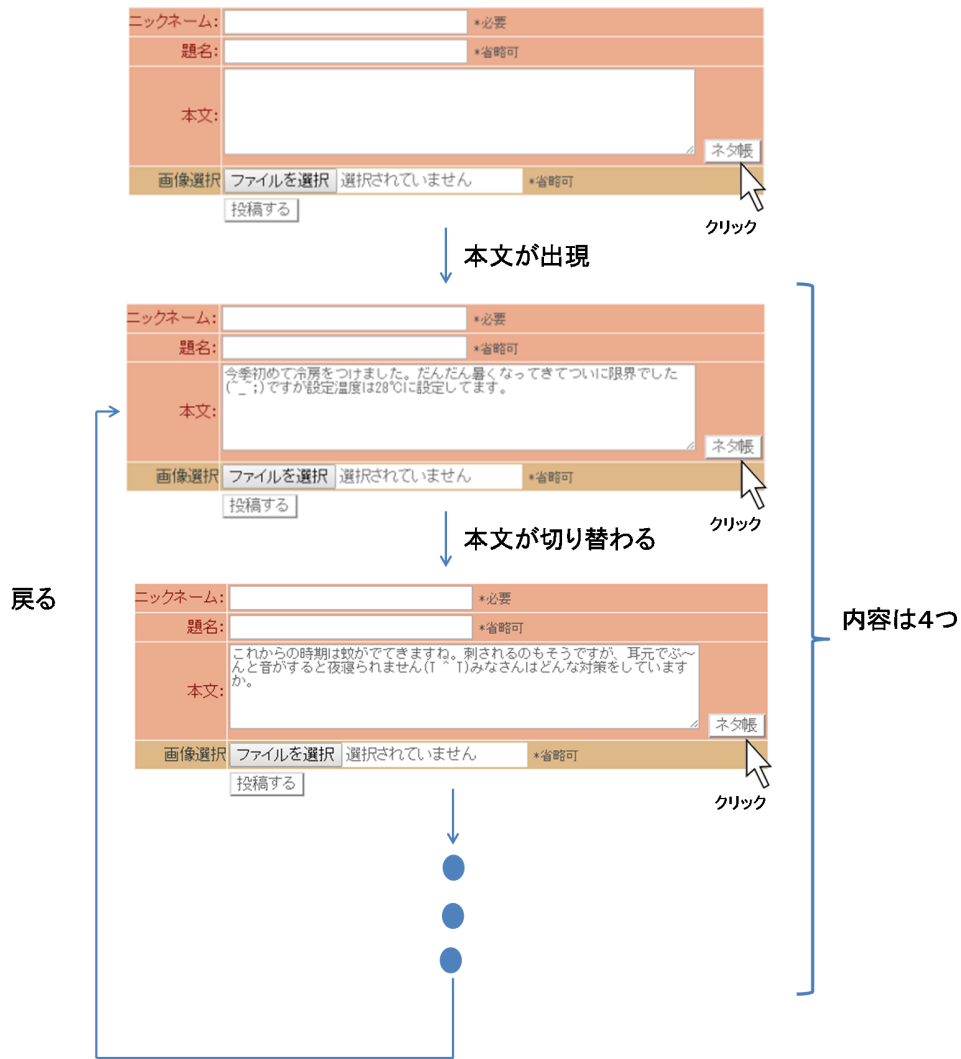 ニックネーム: *必要
題名: *省略可
本文:
ネタ帳
画像選択 ファイルを選択 選択されていません *省略可
投稿する
クリック
本文が出現
ニックネーム: *必要
題名: *省略可
本文:
今季初めて冷房をつけました。だんだん暑くなってきてついに限界でした
(~_~;)ですが設定温度は28℃に設定してます。
ネタ帳
画像選択 ファイルを選択 選択されていません *省略可
投稿する
クリック
本文が切り替わる
戻る
内容は4つ
ニックネーム: *必要
題名: *省略可
本文:
これからの時期は蚊がでてきますね。刺されるのもそうですが、耳元でぶ～
んと音がすると夜寝られません(T ^ T)みなさんはどんな対策をしています
か。
ネタ帳
画像選択 ファイルを選択 選択されていません *省略可
投稿する
クリック